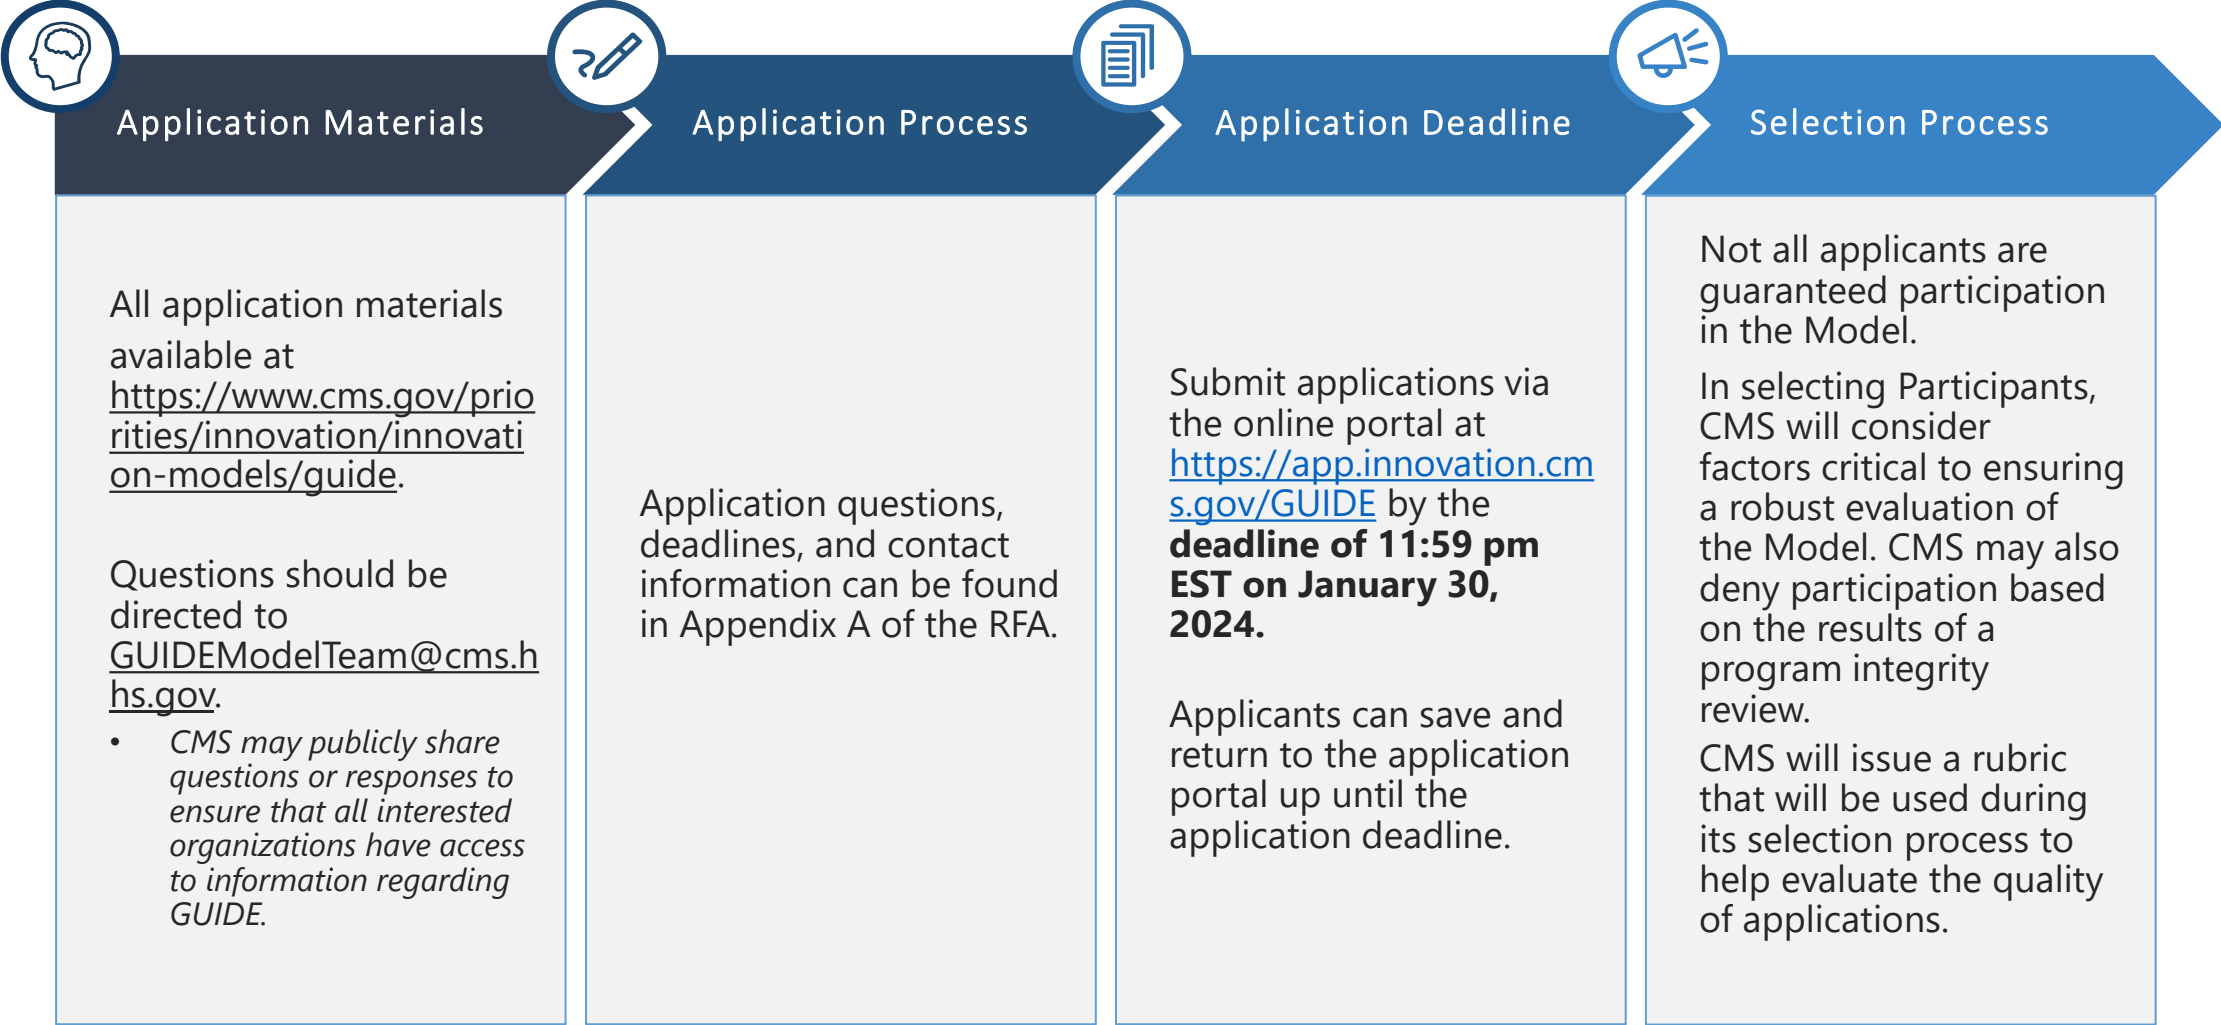 Application Materials
Application Process
Application Deadline
Selection Process
All application materials
available at
https://www.cms.gov/prio
rities/innovation/innovati
on-models/guide.
Questions should be
directed to
GUIDEModelTeam@cms.h
hs.gov.
• CMS may publicly share
questions or responses to
ensure that all interested
organizations have access
to information regarding
GUIDE.
Application questions,
deadlines, and contact
information can be found
in Appendix A of the RFA.
Submit applications via
the online portal at
https://app.innovation.cm
s.gov/GUIDE by the
deadline of 11:59 pm
EST on January 30,
2024.
Applicants can save and
return to the application
portal up until the
application deadline.
Not all applicants are
guaranteed participation
in the Model.
In selecting Participants,
CMS will consider
factors critical to ensuring
a robust evaluation of
the Model. CMS may also
deny participation based
on the results of a
program integrity
review.
CMS will issue a rubric
that will be used during
its selection process to
help evaluate the quality
of applications.